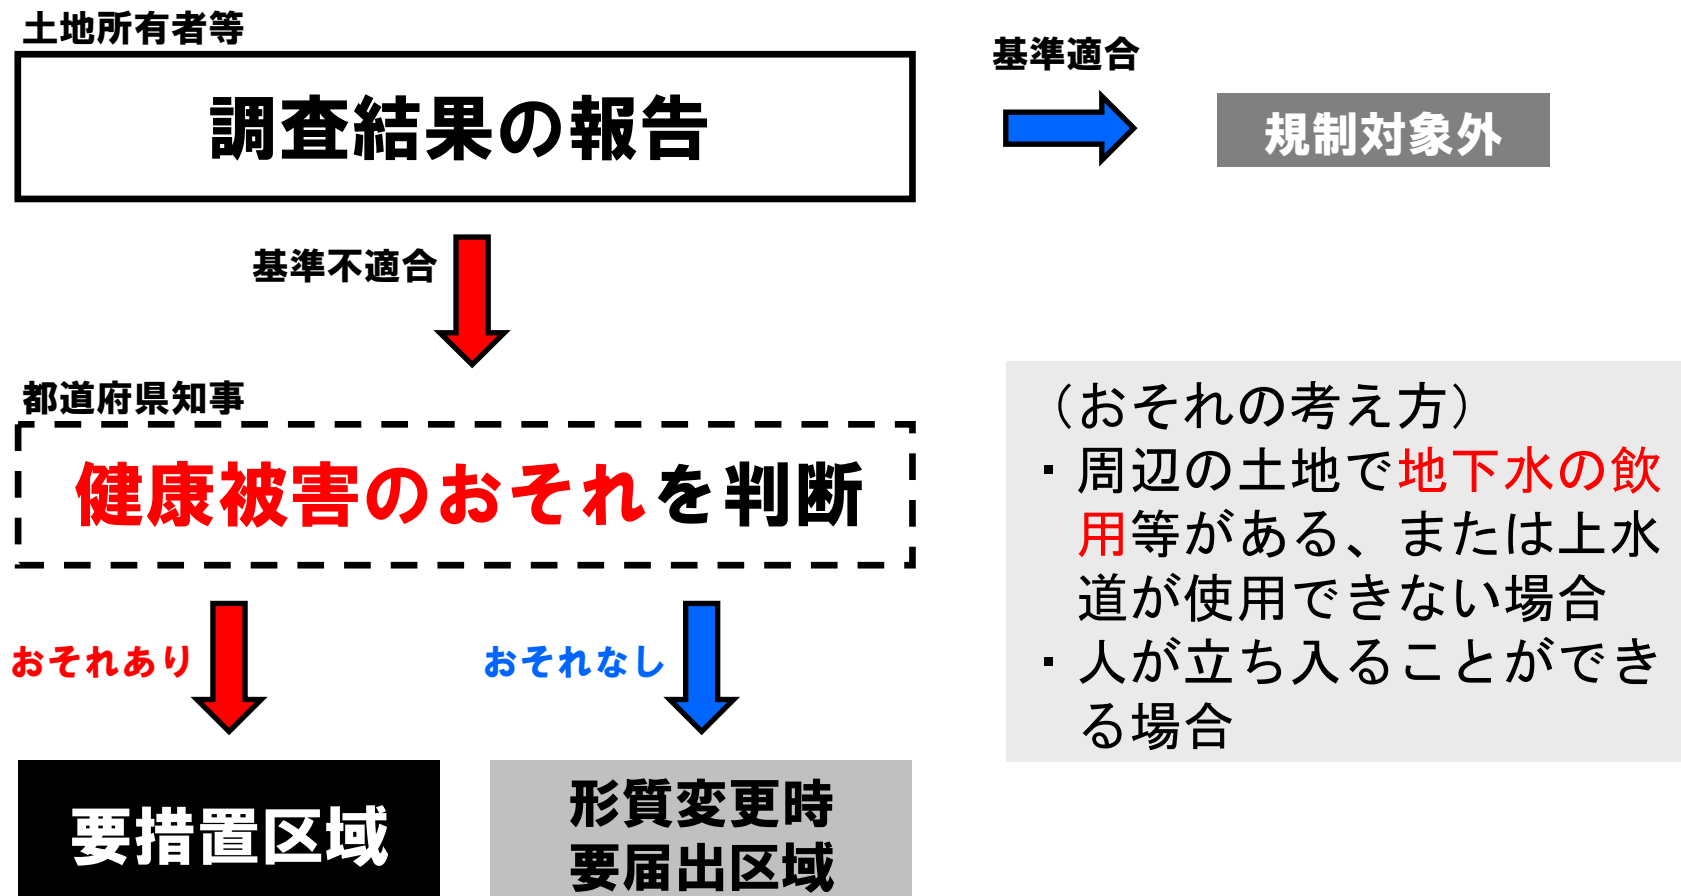 土地所有者等
調査結果の報告
基準適合
規制対象外
基準不適合
都道府県知事
健康被害のおそれを判断
おそれあり
おそれなし
要措置区域
形質変更時
要届出区域
（おそれの考え方）
・周辺の土地で地下水の飲
用等がある、または上水
道が使用できない場合
・人が立ち入ることができ
る場合